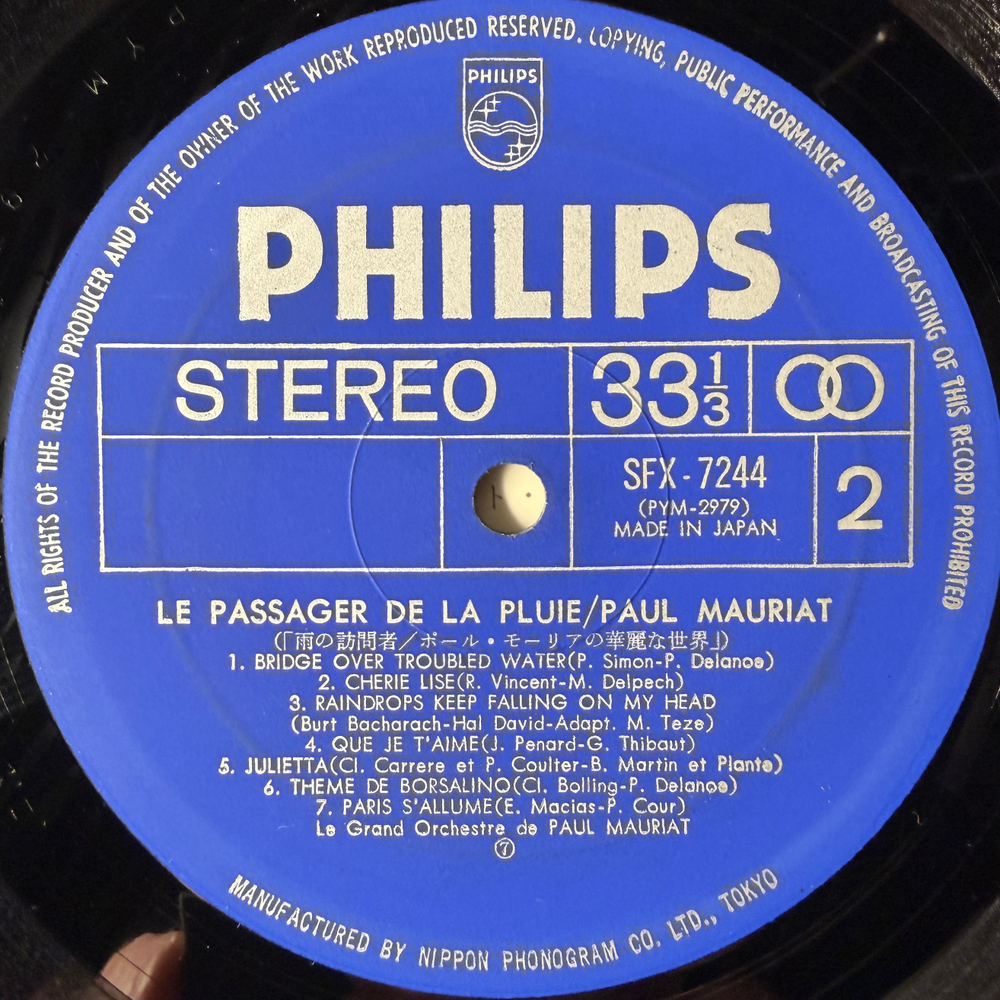 ALL RIGHTS OF THE RECORD PRODUCER AND OF THE OWNER OF THE WORK REPRODUCED RESERVED. COPYING, PUBLIC PERFORMANCE AND BROADCASTING OF THIS RECORD PROHIBITED
PHILIPS
PHILIPS
STEREO
33 1/3
SFX-7244
(PYM-2979)
MADE IN JAPAN
2
LE PASSAGER DE LA PLUIE/PAUL MAURIAT
(「雨の訪問者/ポール・モーリアの華麗な世界」)
1. BRIDGE OVER TROUBLED WATER(P. Simon-P. Delanoe)
2. CHERIE LISE(R. Vincent-M. Delpech)
3. RAINDROPS KEEP FALLING ON MY HEAD
(Burt Bacharach-Hal David-Adapt. M. Teze)
4. QUE JE T'AIME(J. Penard-G. Thibaut)
5. JULIETTA(Cl. Carrere et P. Coulter-B. Martin et Plante)
6. THEME DE BORSALINO(Cl. Bolling-P. Delanoe)
7. PARIS S'ALLUME(E. Macias-P. Cour)
Le Grand Orchestre de PAUL MAURIAT
⑦
MANUFACTURED BY NIPPON PHONOGRAM CO. LTD., TOKYO